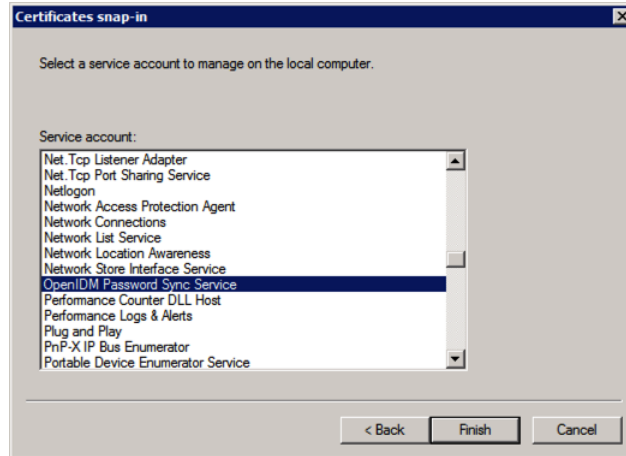 Certificates snap-in
Select a service account to manage on the local computer.
Service account:
Net.Tcp Listener Adapter
Net.Tcp Port Sharing Service
Netlogon
Network Access Protection Agent
Network Connections
Network List Service
Network Location Awareness
Network Store Interface Service
OpenIDM Password Sync Service
Performance Counter DLL Host
Performance Logs & Alerts
Plug and Play
PnP-X IP Bus Enumerator
Portable Device Enumerator Service
< Back Finish Cancel